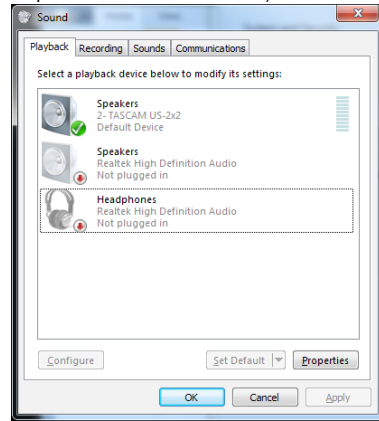 Sound
Playback Recording Sounds Communications
Select a playback device below to modify its settings:
Speakers
2- TASCAM US-2x2
Default Device
Speakers
Realtek High Definition Audio
Not plugged in
Headphones
Realtek High Definition Audio
Not plugged in
Configure Set Default Properties
OK Cancel Apply